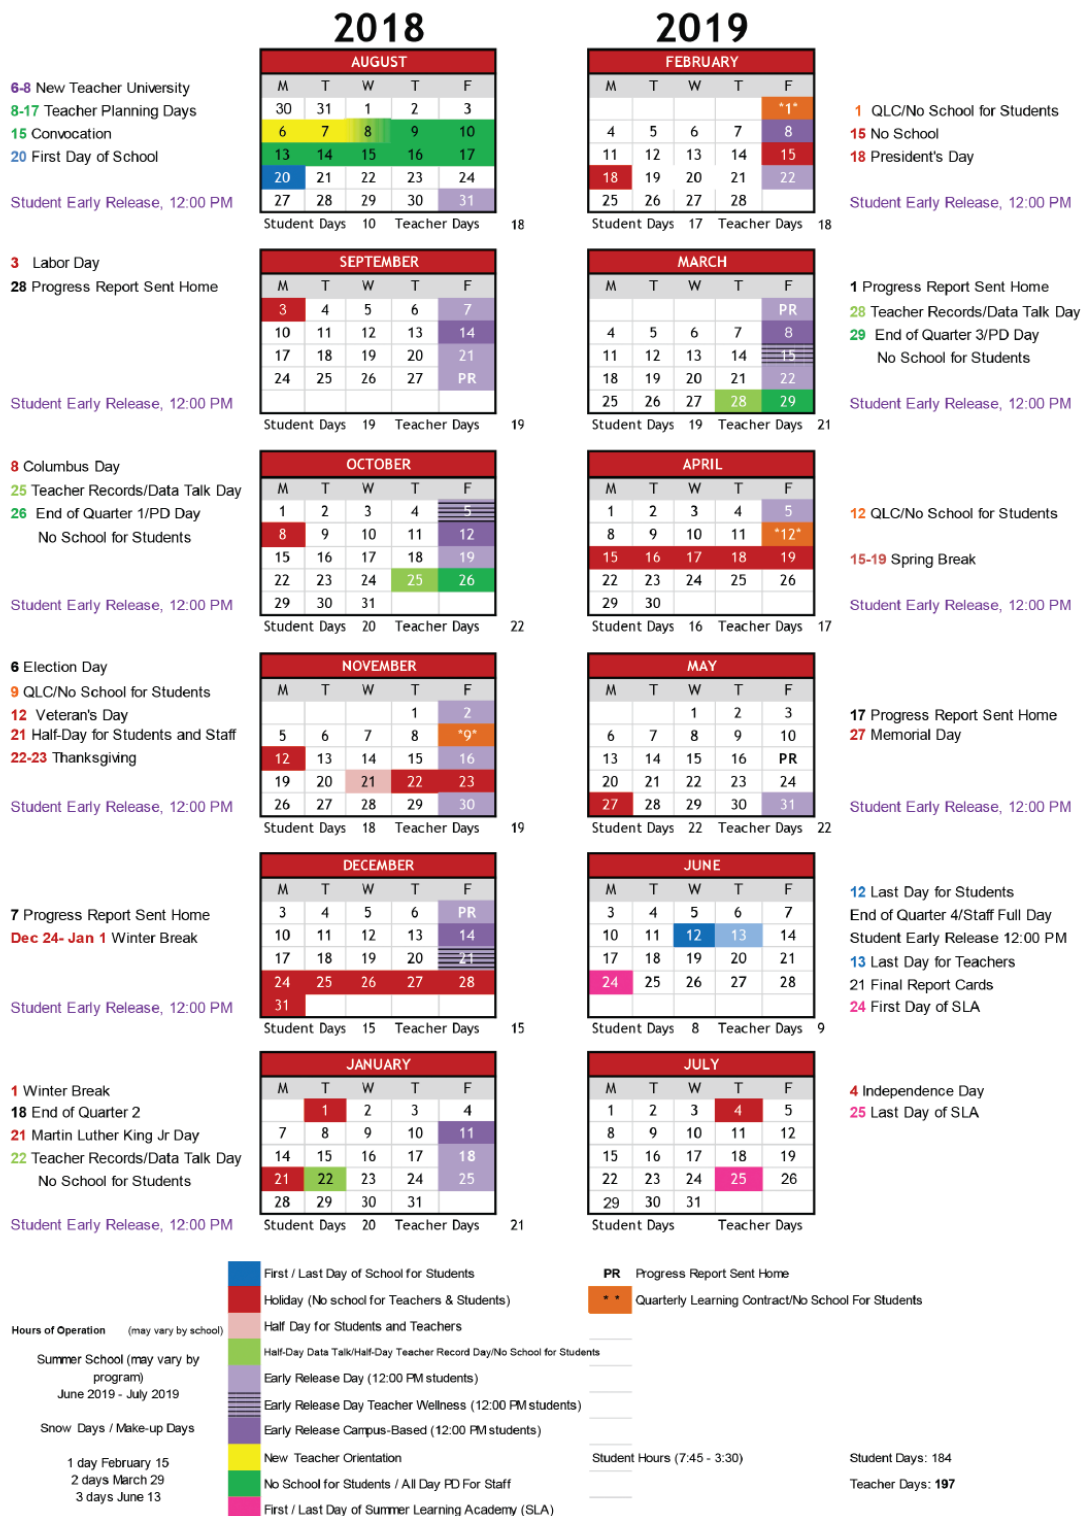 2018
AUGUST
M T W T F
30 31 1 2 3
6 7 8 9 10
13 14 15 16 17
20 21 22 23 24
27 28 29 30 31
Student Days 10 Teacher Days 18
6-8 New Teacher University
8-17 Teacher Planning Days
15 Convocation
20 First Day of School
Student Early Release, 12:00 PM
SEPTEMBER
M T W T F
3 4 5 6 7
10 11 12 13 14
17 18 19 20 21
24 25 26 27 PR
Student Days 19 Teacher Days 19
3 Labor Day
28 Progress Report Sent Home
Student Early Release, 12:00 PM
OCTOBER
M T W T F
1 2 3 4 5
8 9 10 11 12
15 16 17 18 19
22 23 24 25 26
29 30 31
Student Days 20 Teacher Days 22
8 Columbus Day
25 Teacher Records/Data Talk Day
26 End of Quarter 1/PD Day
No School for Students
Student Early Release, 12:00 PM
NOVEMBER
M T W T F
1 2
5 6 7 8 *9*
12 13 14 15 16
19 20 21 22 23
26 27 28 29 30
Student Days 18 Teacher Days 19
6 Election Day
9 QLC/No School for Students
12 Veteran's Day
21 Half-Day for Students and Staff
22-23 Thanksgiving
Student Early Release, 12:00 PM
DECEMBER
M T W T F
3 4 5 6 PR
10 11 12 13 14
17 18 19 20 21
24 25 26 27 28
31
Student Days 15 Teacher Days 15
7 Progress Report Sent Home
Dec 24- Jan 1 Winter Break
Student Early Release, 12:00 PM
JANUARY
M T W T F
1 2 3 4
7 8 9 10 11
14 15 16 17 18
21 22 23 24 25
28 29 30 31
Student Days 20 Teacher Days 21
1 Winter Break
18 End of Quarter 2
21 Martin Luther King Jr Day
22 Teacher Records/Data Talk Day
No School for Students
Student Early Release, 12:00 PM
2019
FEBRUARY
M T W T F
*1*
4 5 6 7 8
11 12 13 14 15
18 19 20 21 22
25 26 27 28
Student Days 17 Teacher Days 18
1 QLC/No School for Students
15 No School
18 President's Day
Student Early Release, 12:00 PM
MARCH
M T W T F
PR
4 5 6 7 8
11 12 13 14 15
18 19 20 21 22
25 26 27 28 29
Student Days 19 Teacher Days 21
1 Progress Report Sent Home
28 Teacher Records/Data Talk Day
29 End of Quarter 3/PD Day
No School for Students
Student Early Release, 12:00 PM
APRIL
M T W T F
1 2 3 4 5
8 9 10 11 *12*
15 16 17 18 19
22 23 24 25 26
29 30
Student Days 16 Teacher Days 17
12 QLC/No School for Students
15-19 Spring Break
Student Early Release, 12:00 PM
MAY
M T W T F
1 2 3
6 7 8 9 10
13 14 15 16 PR
20 21 22 23 24
27 28 29 30 31
Student Days 22 Teacher Days 22
17 Progress Report Sent Home
27 Memorial Day
Student Early Release, 12:00 PM
JUNE
M T W T F
3 4 5 6 7
10 11 12 13 14
17 18 19 20 21
24 25 26 27 28
Student Days 8 Teacher Days 9
12 Last Day for Students
End of Quarter 4/Staff Full Day
Student Early Release 12:00 PM
13 Last Day for Teachers
21 Final Report Cards
24 First Day of SLA
JULY
M T W T F
1 2 3 4 5
8 9 10 11 12
15 16 17 18 19
22 23 24 25 26
29 30 31
Student Days Teacher Days
4 Independence Day
25 Last Day of SLA
First / Last Day of School for Students
Holiday (No school for Teachers & Students)
Half Day for Students and Teachers
Half-Day Data Talk/Half-Day Teacher Record Day/No School for Students
Early Release Day (12:00 PM students)
Early Release Day Teacher Wellness (12:00 PM students)
Early Release Campus-Based (12:00 PM students)
New Teacher Orientation
No School for Students / All Day PD For Staff
First / Last Day of Summer Learning Academy (SLA)
PR Progress Report Sent Home
* * Quarterly Learning Contract/No School For Students
Hours of Operation (may vary by school)
Summer School (may vary by
program)
June 2019 - July 2019
Snow Days / Make-up Days
1 day February 15
2 days March 29
3 days June 13
Student Hours (7:45 - 3:30)
Student Days: 184
Teacher Days: 197